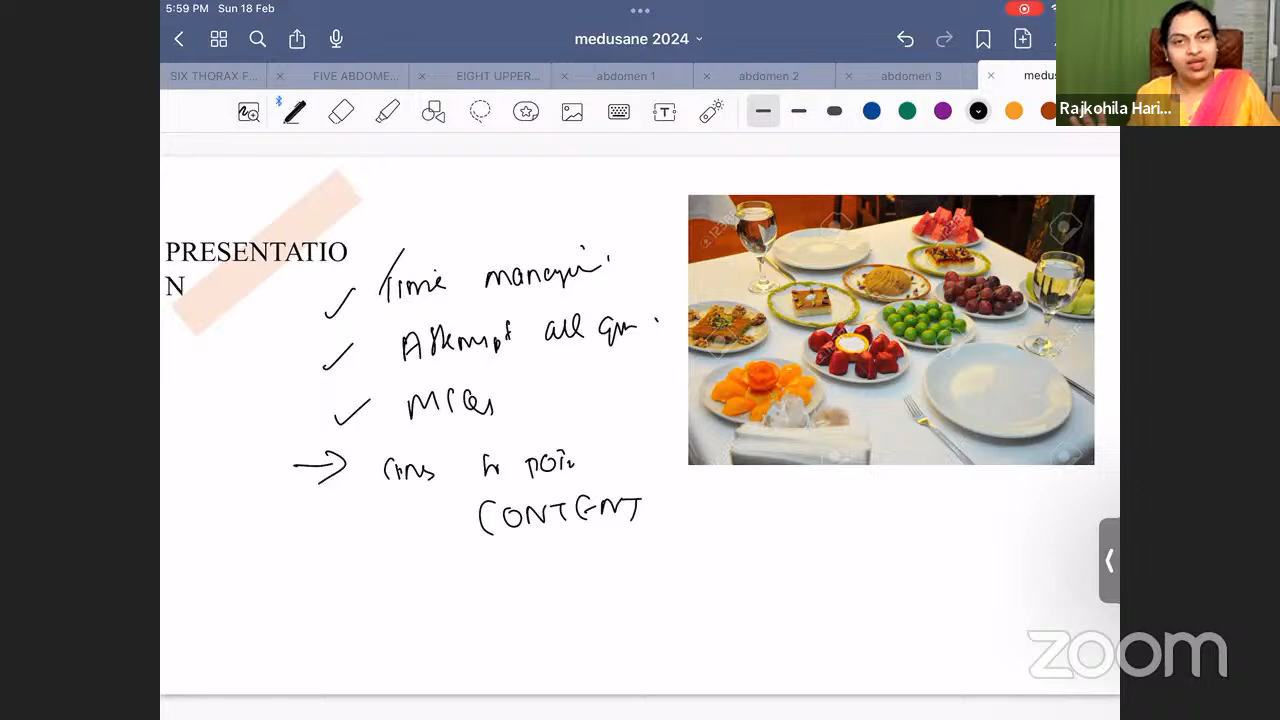 5:59 PM Sun 18 Feb
medusane 2024
SIX THORAX F...
FIVE ABDOME...
EIGHT UPPER...
abdomen 1
abdomen 2
abdomen 3
medus
Rajkohila Hari...
PRESENTATIO
N
Time
Attempt all
MCQs
CONTENT
zoom